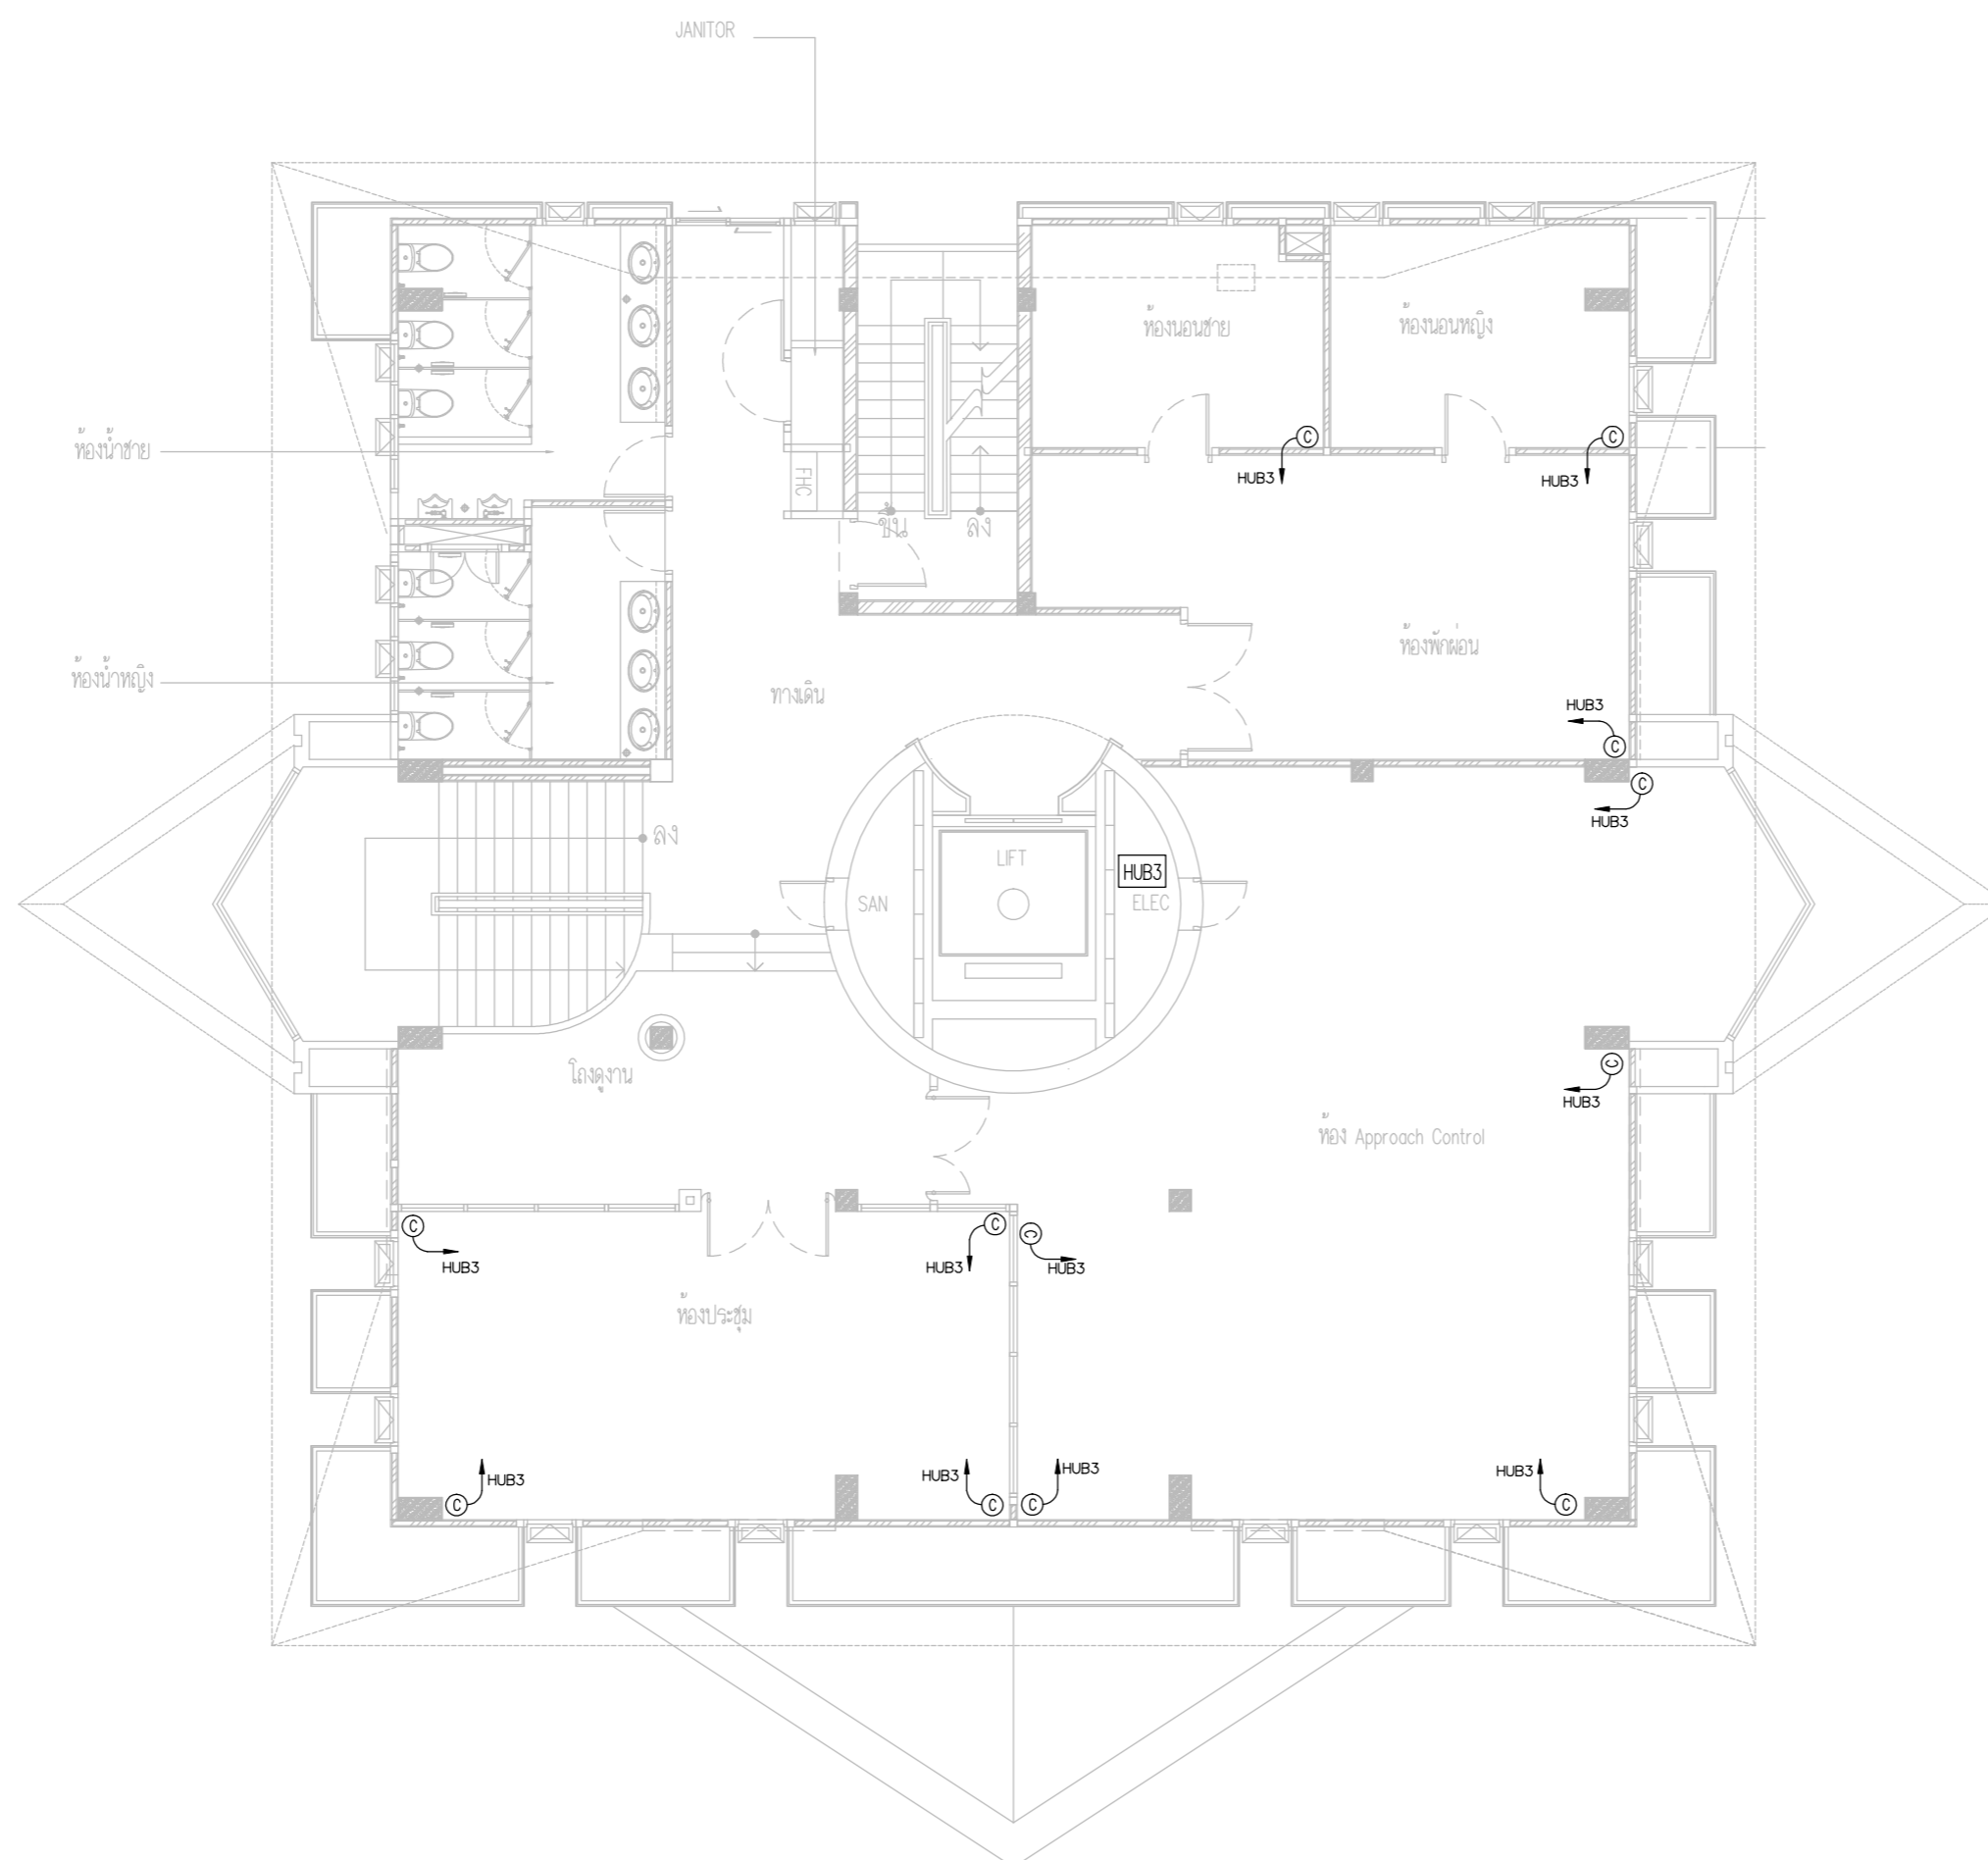 JANITOR
ห้องนอนชาย
ห้องนอนหญิง
ห้องน้ำชาย
C
C
HUB3
HUB3
FHC
ขึ้น
ลง
ห้องพักผ่อน
ห้องน้ำหญิง
ทางเดิน
HUB3
C
C
HUB3
ลง
LIFT
HUB3
SAN
ELEC
โถงดูงาน
C
HUB3
ห้อง Approach Control
C
HUB3
C
HUB3
C
HUB3
ห้องประชุม
HUB3
C
HUB3
C
HUB3
C
HUB3
C